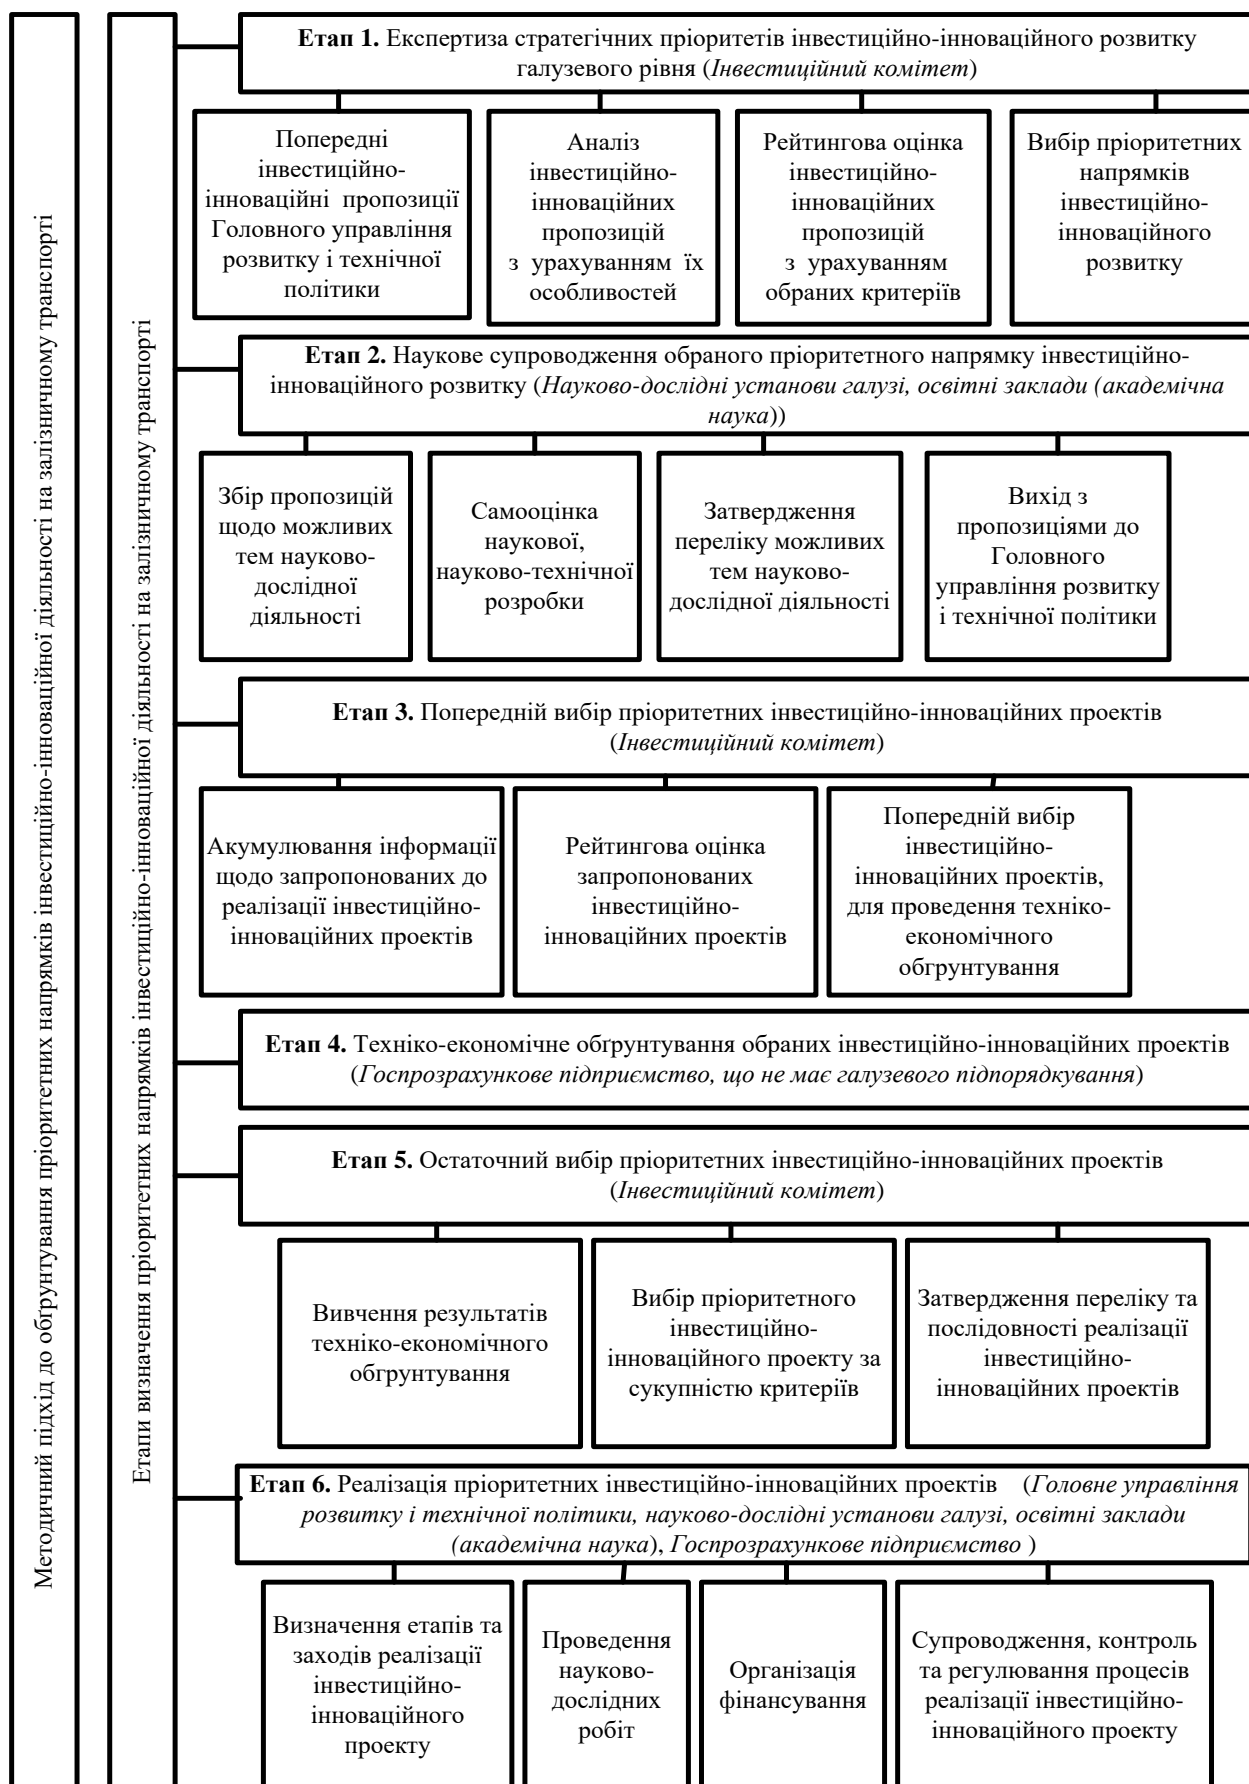 Методичний підхід до обґрунтування пріоритетних напрямків інвестиційно-інноваційної діяльності на залізничному транспорті
Етапи визначення пріоритетних напрямків інвестиційно-інноваційної діяльності на залізничному транспорті
Етап 1. Експертиза стратегічних пріоритетів інвестиційно-інноваційного розвитку
галузевого рівня (Інвестиційний комітет)
Попередні
інвестиційно-
інноваційні пропозиції
Головного управління
розвитку і технічної
політики
Аналіз
інвестиційно-
інноваційних
пропозицій
з урахуванням їх
особливостей
Рейтингова оцінка
інвестиційно-
інноваційних
пропозицій
з урахуванням
обраних критеріїв
Вибір пріоритетних
напрямків
інвестиційно-
інноваційного
розвитку
Етап 2. Наукове супроводження обраного пріоритетного напрямку інвестиційно-
інноваційного розвитку (Науково-дослідні установи галузі, освітні заклади (академічна
наука))
Збір пропозицій
щодо можливих
тем науково-
дослідної
діяльності
Самооцінка
наукової,
науково-технічної
розробки
Затвердження
переліку можливих
тем науково-
дослідної діяльності
Вихід з
пропозиціями до
Головного
управління розвитку
і технічної політики
Етап 3. Попередній вибір пріоритетних інвестиційно-інноваційних проектів
(Інвестиційний комітет)
Акумулювання інформації
щодо запропонованих до
реалізації інвестиційно-
інноваційних проектів
Рейтингова оцінка
запропонованих
інвестиційно-
інноваційних проектів
Попередній вибір
інвестиційно-
інноваційних проектів,
для проведення техніко-
економічного
обгрунтування
Етап 4. Техніко-економічне обґрунтування обраних інвестиційно-інноваційних проектів
(Госпрозрахункове підприємство, що не має галузевого підпорядкування)
Етап 5. Остаточний вибір пріоритетних інвестиційно-інноваційних проектів
(Інвестиційний комітет)
Вивчення результатів
техніко-економічного
обгрунтування
Вибір пріоритетного
інвестиційно-
інноваційного проекту за
сукупністю критеріїв
Затвердження переліку та
послідовності реалізації
інвестиційно-
інноваційних проектів
Етап 6. Реалізація пріоритетних інвестиційно-інноваційних проектів (Головне управління
розвитку і технічної політики, науково-дослідні установи галузі, освітні заклади
(академічна наука), Госпрозрахункове підприємство )
Визначення етапів та
заходів реалізації
інвестиційно-
інноваційного
проекту
Проведення
науково-
дослідних
робіт
Організація
фінансування
Супроводження, контроль
та регулювання процесів
реалізації інвестиційно-
інноваційного проекту